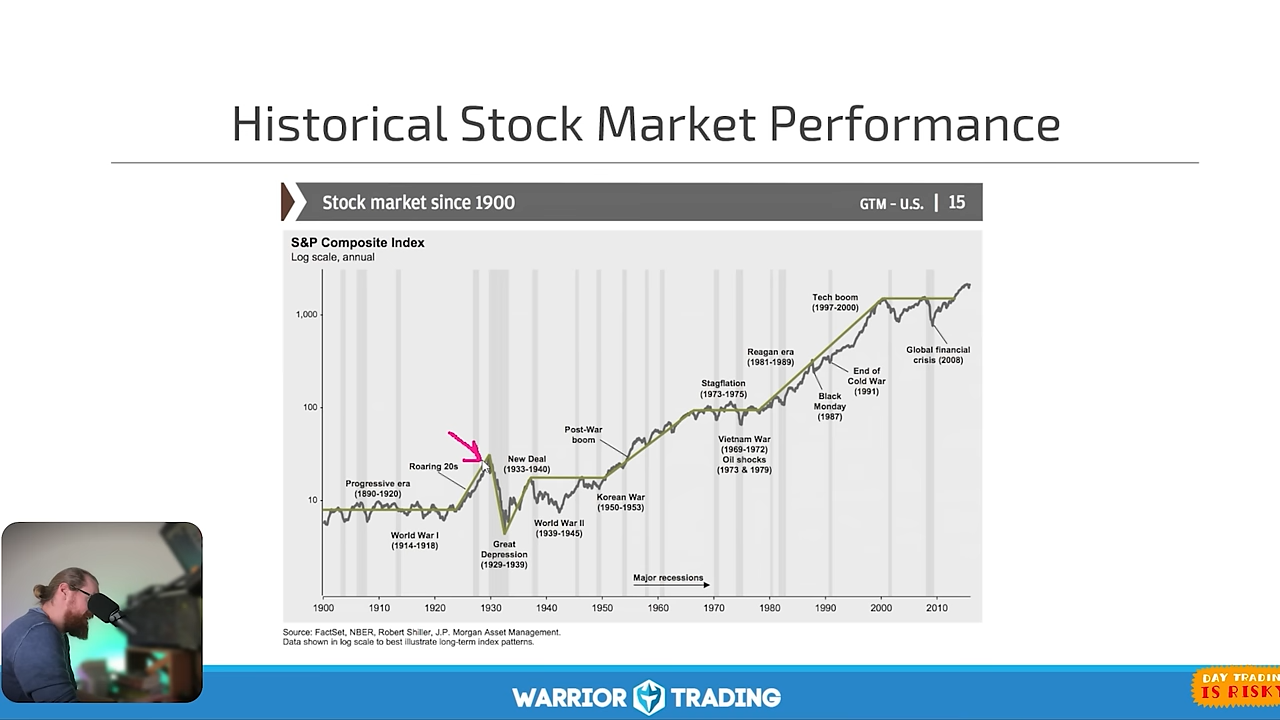 Historical Stock Market Performance
Stock market since 1900
GTM – U.S. | 15
S&P Composite Index
Log scale, annual
1,000
100
10
Tech boom
(1997-2000)
Global financial
crisis (2008)
Reagan era
(1981-1989)
End of
Cold War
(1991)
Black
Monday
(1987)
Stagflation
(1973-1975)
Vietnam War
(1969-1972)
Oil shocks
(1973 & 1979)
Post-War
boom
Korean War
(1950-1953)
New Deal
(1933-1940)
Roaring 20s
Progressive era
(1890-1920)
World War I
(1914-1918)
World War II
(1939-1945)
Great
Depression
(1929-1939)
Major recessions
1900 1910 1920 1930 1940 1950 1960 1970 1980 1990 2000 2010
Source: FactSet, NBER, Robert Shiller, J.P. Morgan Asset Management.
Data shown in log scale to best illustrate long-term index patterns.
WARRIOR TRADING
DAY TRADIN
IS RISKY